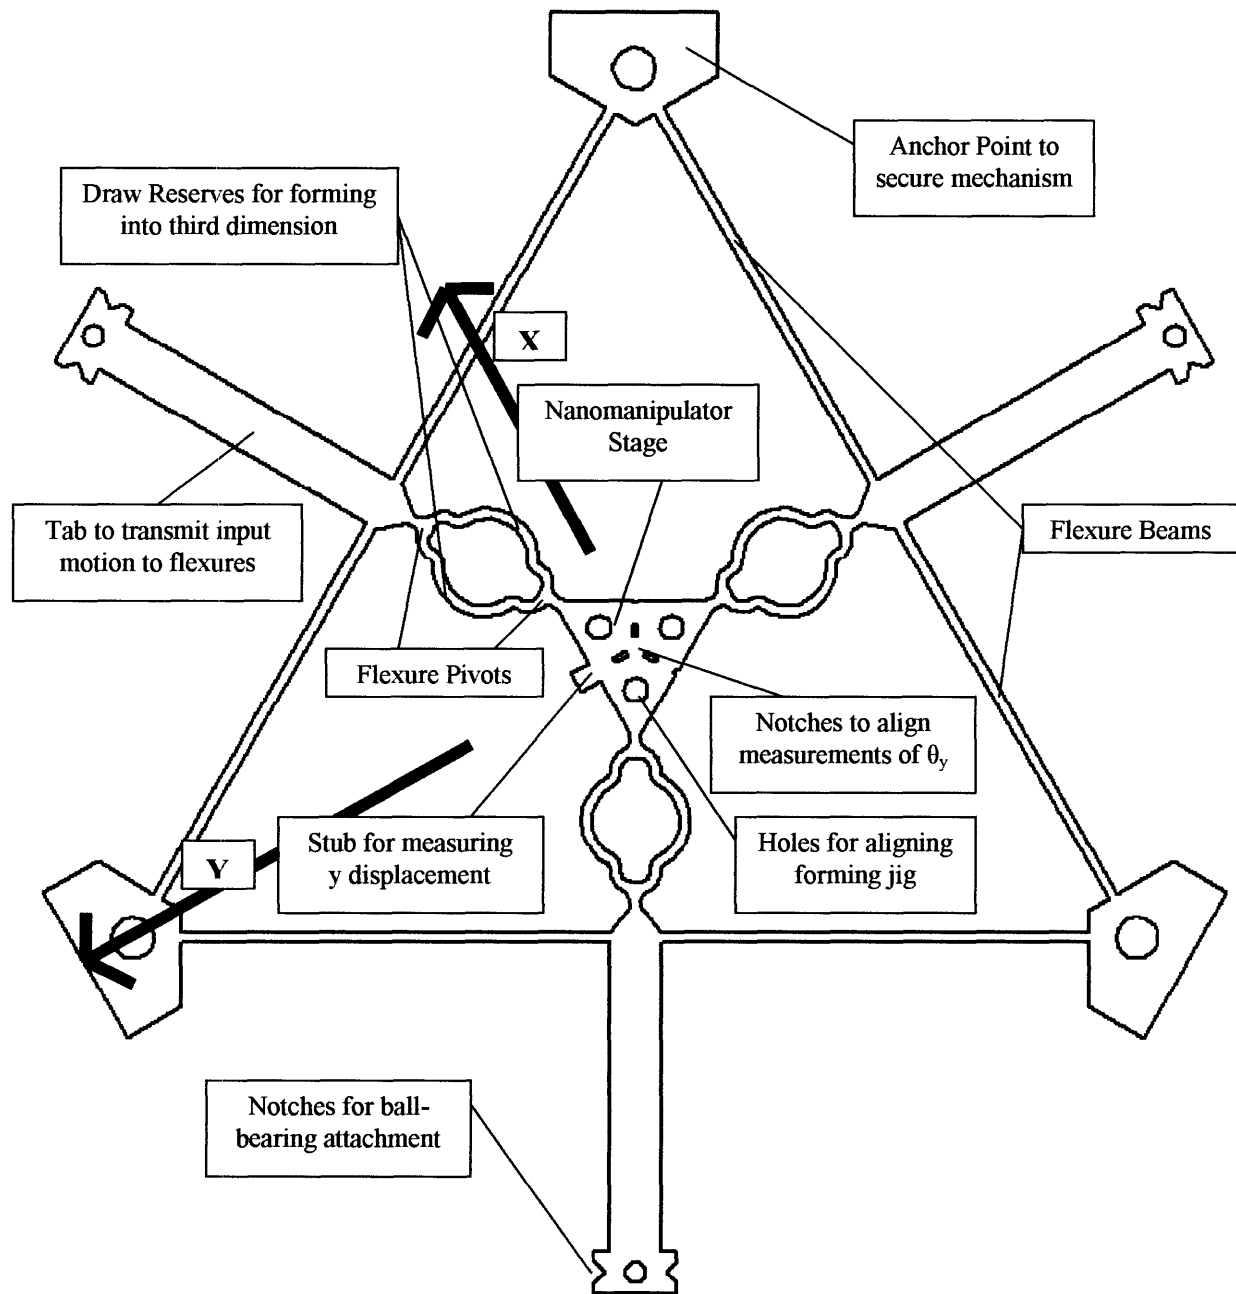 Anchor Point to
secure mechanism
Draw Reserves for forming
into third dimension
X
Nanomanipulator
Stage
Tab to transmit input
motion to flexures
Flexure Beams
Flexure Pivots
Notches to align
measurements of θy
Stub for measuring
y displacement
Holes for aligning
forming jig
Y
Notches for ball-
bearing attachment